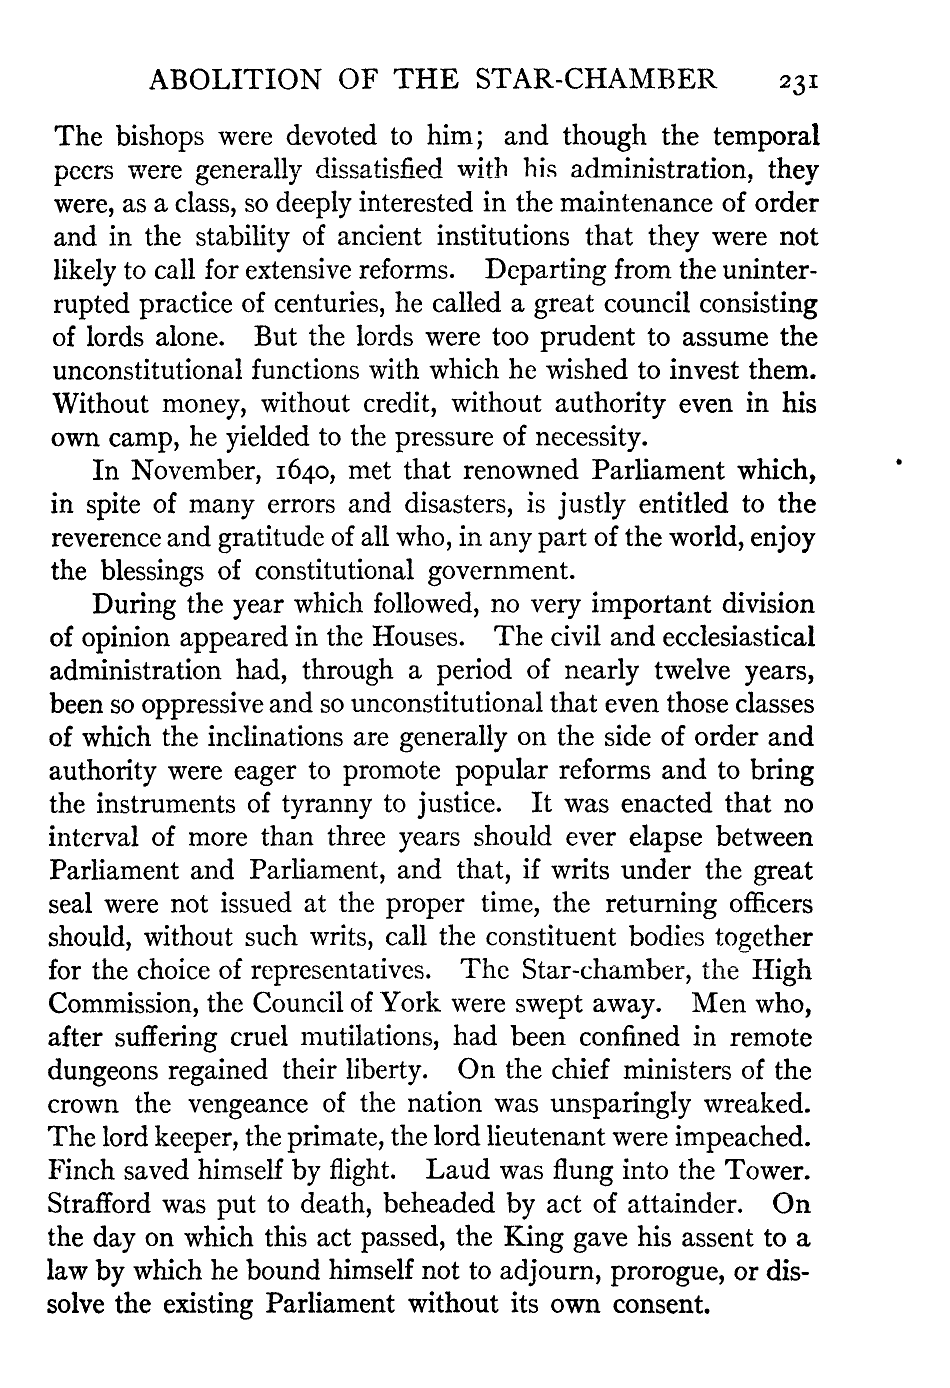 ABOLITION OF THE STAR-CHAMBER 231
The bishops were devoted to him; and though the temporal
peers were generally dissatisfied with his administration, they
were, as a class, so deeply interested in the maintenance of order
and in the stability of ancient institutions that they were not
likely to call for extensive reforms. Departing from the uninter-
rupted practice of centuries, he called a great council consisting
of lords alone. But the lords were too prudent to assume the
unconstitutional functions with which he wished to invest them.
Without money, without credit, without authority even in his
own camp, he yielded to the pressure of necessity.
In November, 1640, met that renowned Parliament which,
in spite of many errors and disasters, is justly entitled to the
reverence and gratitude of all who, in any part of the world, enjoy
the blessings of constitutional government.
During the year which followed, no very important division
of opinion appeared in the Houses. The civil and ecclesiastical
administration had, through a period of nearly twelve years,
been so oppressive and so unconstitutional that even those classes
of which the inclinations are generally on the side of order and
authority were eager to promote popular reforms and to bring
the instruments of tyranny to justice. It was enacted that no
interval of more than three years should ever elapse between
Parliament and Parliament, and that, if writs under the great
seal were not issued at the proper time, the returning officers
should, without such writs, call the constituent bodies together
for the choice of representatives. The Star-chamber, the High
Commission, the Council of York were swept away. Men who,
after suffering cruel mutilations, had been confined in remote
dungeons regained their liberty. On the chief ministers of the
crown the vengeance of the nation was unsparingly wreaked.
The lord keeper, the primate, the lord lieutenant were impeached.
Finch saved himself by flight. Laud was flung into the Tower.
Strafford was put to death, beheaded by act of attainder. On
the day on which this act passed, the King gave his assent to a
law by which he bound himself not to adjourn, prorogue, or dis-
solve the existing Parliament without its own consent.